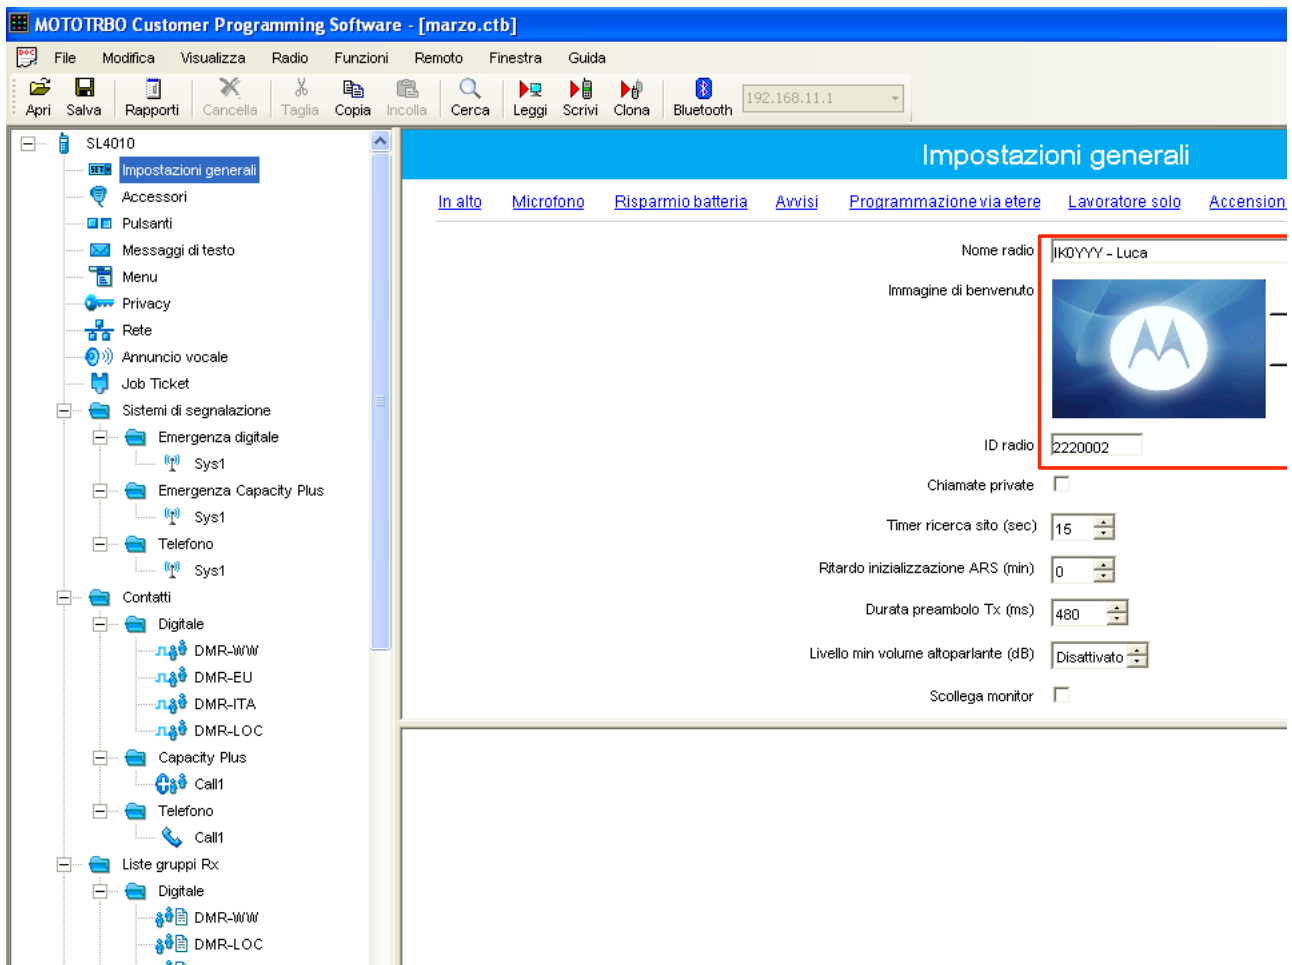 MOTOTRBO Customer Programming Software - [marzo.ctb]
File Modifica Visualizza Radio Funzioni Remoto Finestra Guida
Apri Salva Rapporti Cancella Taglia Copia Incolla Cerca Leggi Scrivi Clona Bluetooth 192.168.11.1
SL4010
Impostazioni generali
Accessori
Pulsanti
Messaggi di testo
Menu
Privacy
Rete
Annuncio vocale
Job Ticket
Sistemi di segnalazione
Emergenza digitale
Sys1
Emergenza Capacity Plus
Sys1
Telefono
Sys1
Contatti
Digitale
DMR-WW
DMR-EU
DMR-ITA
DMR-LOC
Capacity Plus
Call1
Telefono
Call1
Liste gruppi Rx
Digitale
DMR-WW
DMR-LOC
Impostazioni generali
In alto Microfono Risparmio batteria Avvisi Programmazione via etere Lavoratore solo Accension
Nome radio IK0YYY - Luca
Immagine di benvenuto
ID radio 2220002
Chiamate private
Timer ricerca sito (sec) 15
Ritardo inizializzazione ARS (min) 0
Durata preambolo Tx (ms) 480
Livello min volume altoparlante (dB) Disattivato
Scollega monitor